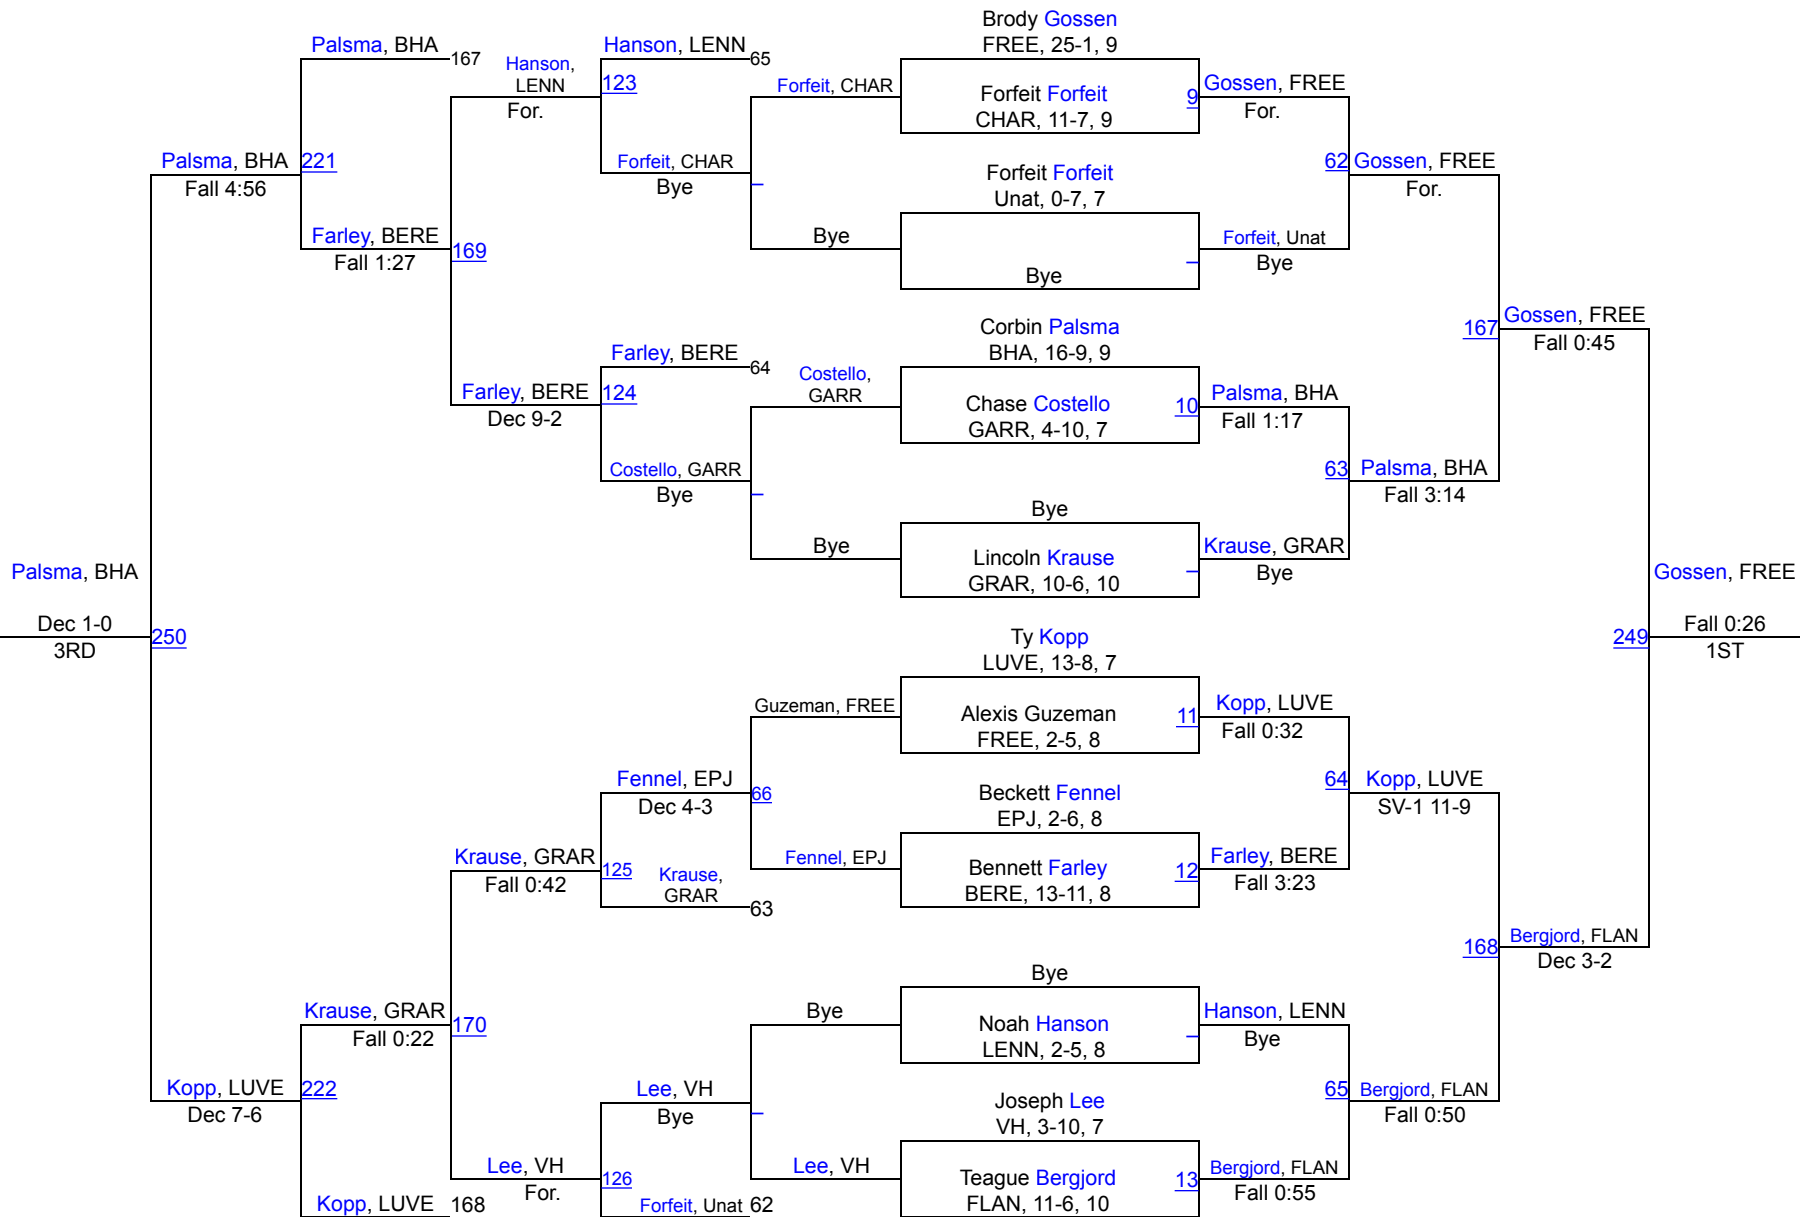 Brody Gossen
FREE, 25-1, 9
Palsma, BHA
167
Hanson,
LENN
For.
Hanson, LENN
65
123
Forfeit, CHAR
Forfeit Forfeit
CHAR, 11-7, 9
9
Gossen, FREE
For.
Palsma, BHA
Fall 4:56
221
Forfeit, CHAR
Bye
–
Forfeit Forfeit
Unat, 0-7, 7
62
Gossen, FREE
For.
Farley, BERE
Fall 1:27
169
Bye
Bye
–
Forfeit, Unat
Bye
Corbin Palsma
BHA, 16-9, 9
167
Gossen, FREE
Fall 0:45
Farley, BERE
64
Farley, BERE
Dec 9-2
124
Costello,
GARR
Chase Costello
GARR, 4-10, 7
10
Palsma, BHA
Fall 1:17
Costello, GARR
Bye
–
63
Palsma, BHA
Fall 3:14
Bye
Bye
Lincoln Krause
GRAR, 10-6, 10
–
Krause, GRAR
Bye
Palsma, BHA
Dec 1-0
3RD
250
Gossen, FREE
Fall 0:26
1ST
249
Ty Kopp
LUVE, 13-8, 7
Guzeman, FREE
Alexis Guzeman
FREE, 2-5, 8
11
Kopp, LUVE
Fall 0:32
Fennel, EPJ
Dec 4-3
66
Beckett Fennel
EPJ, 2-6, 8
64
Kopp, LUVE
SV-1 11-9
Krause, GRAR
Fall 0:42
125
Krause,
GRAR
63
Fennel, EPJ
Bennett Farley
BERE, 13-11, 8
12
Farley, BERE
Fall 3:23
168
Bergjord, FLAN
Dec 3-2
Bye
Krause, GRAR
Fall 0:22
170
Bye
Noah Hanson
LENN, 2-5, 8
–
Hanson, LENN
Bye
Kopp, LUVE
Dec 7-6
222
Lee, VH
Bye
–
Joseph Lee
VH, 3-10, 7
65
Bergjord, FLAN
Fall 0:50
Lee, VH
For.
126
Lee, VH
Teague Bergjord
FLAN, 11-6, 10
13
Bergjord, FLAN
Fall 0:55
Kopp, LUVE
168
Forfeit, Unat
62